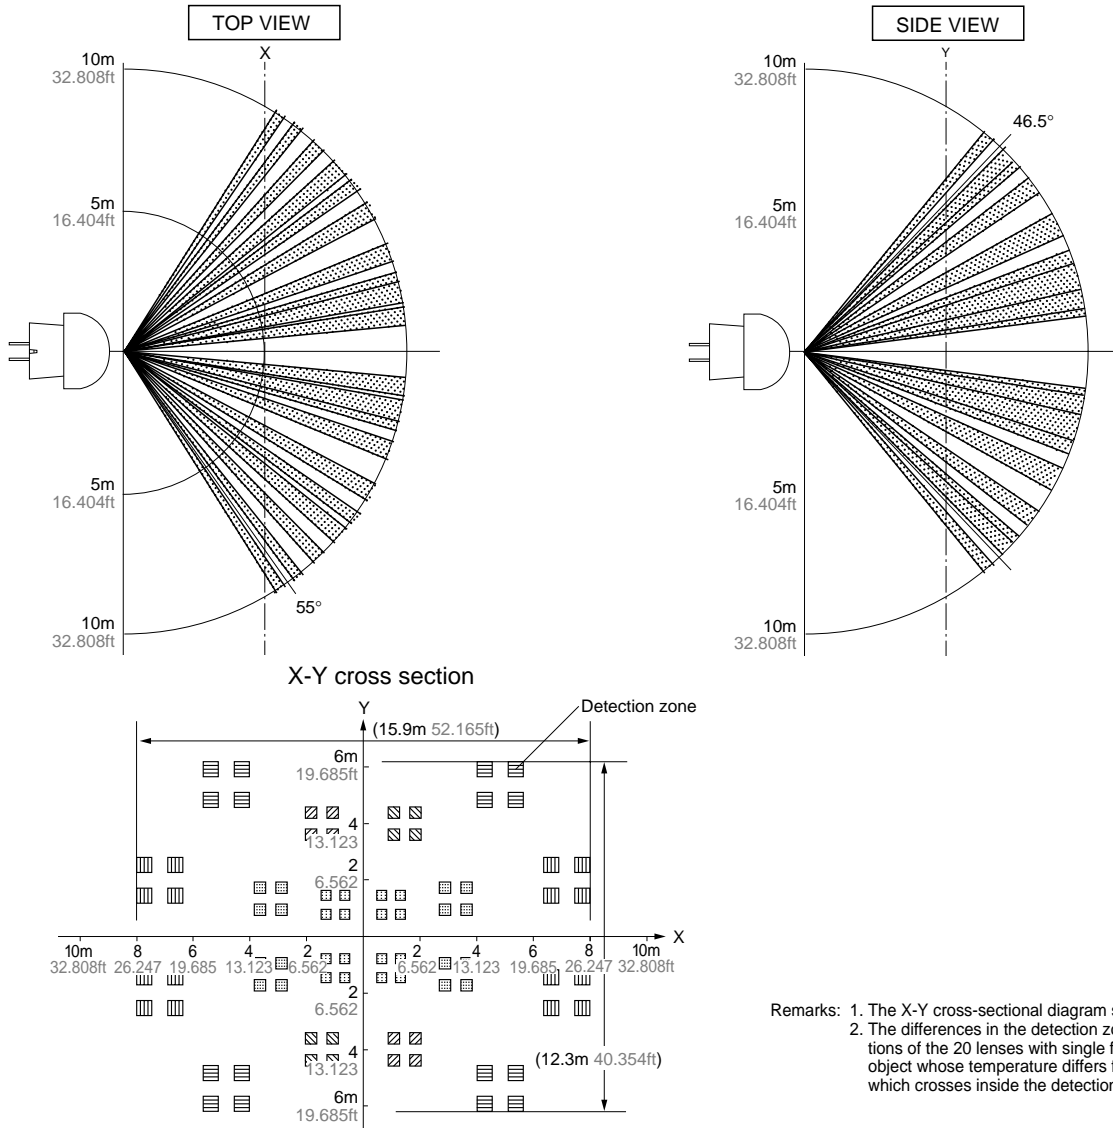 TOP VIEW
X
10m
32.808ft
5m
16.404ft
5m
16.404ft
10m
32.808ft
55°
SIDE VIEW
Y
10m
32.808ft
46.5°
5m
16.404ft
5m
16.404ft
10m
32.808ft
X-Y cross section
Y
Detection zone
(15.9m 52.165ft)
6m
19.685ft
4
13.123
2
6.562
X
10m 8 6 4 2 2 4 6 8 10m
32.808ft 26.247 19.685 13.123 6.562 6.562 13.123 19.685 26.247 32.808ft
2
6.562
4
13.123
(12.3m 40.354ft)
6m
19.685ft
Remarks: 1. The X-Y cross-sectional diagram
2. The differences in the detection
tions of the 20 lenses with single
object whose temperature differs
which crosses inside the detection